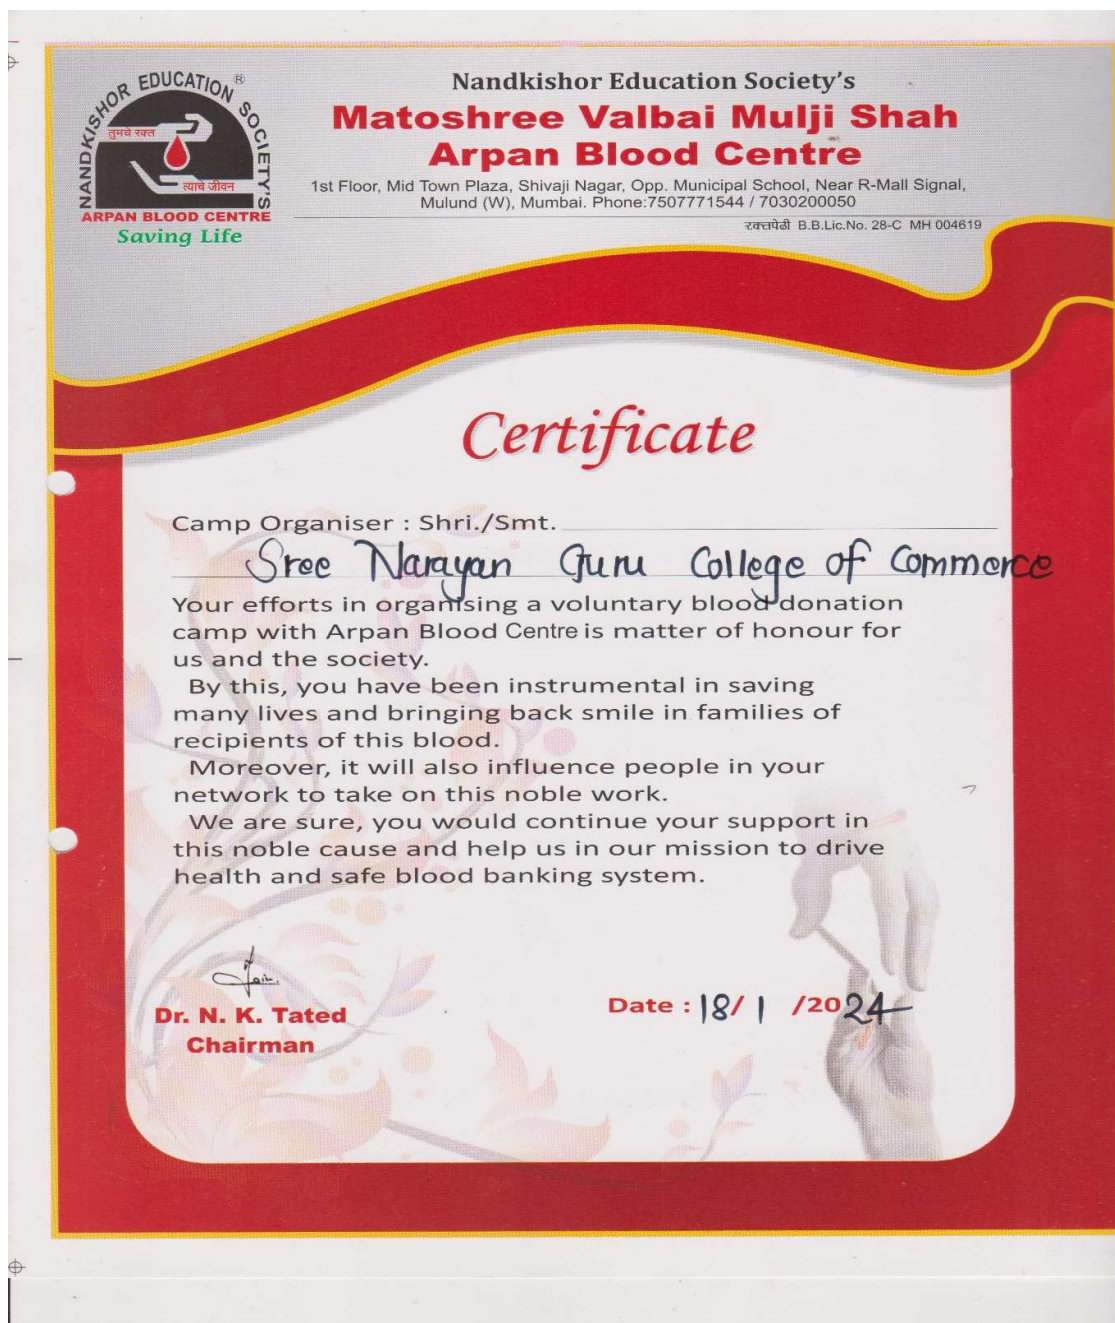 NANDKISHOR EDUCATION SOCIETY'S ®
तुमचे रक्त
त्याचे जीवन
ARPAN BLOOD CENTRE
Saving Life
Nandkishor Education Society's
Matoshree Valbai Mulji Shah
Arpan Blood Centre
1st Floor, Mid Town Plaza, Shivaji Nagar, Opp. Municipal School, Near R-Mall Signal,
Mulund (W), Mumbai. Phone:7507771544 / 7030200050
रक्तपेढी B.B.Lic.No. 28-C MH 004619
Certificate
Camp Organiser : Shri./Smt.
Sree Narayan Guru College of Commerce
Your efforts in organising a voluntary blood donation
camp with Arpan Blood Centre is matter of honour for
us and the society.
By this, you have been instrumental in saving
many lives and bringing back smile in families of
recipients of this blood.
Moreover, it will also influence people in your
network to take on this noble work.
We are sure, you would continue your support in
this noble cause and help us in our mission to drive
health and safe blood banking system.
Dr. N. K. Tated
Chairman
Date : 18/ 1 /2024